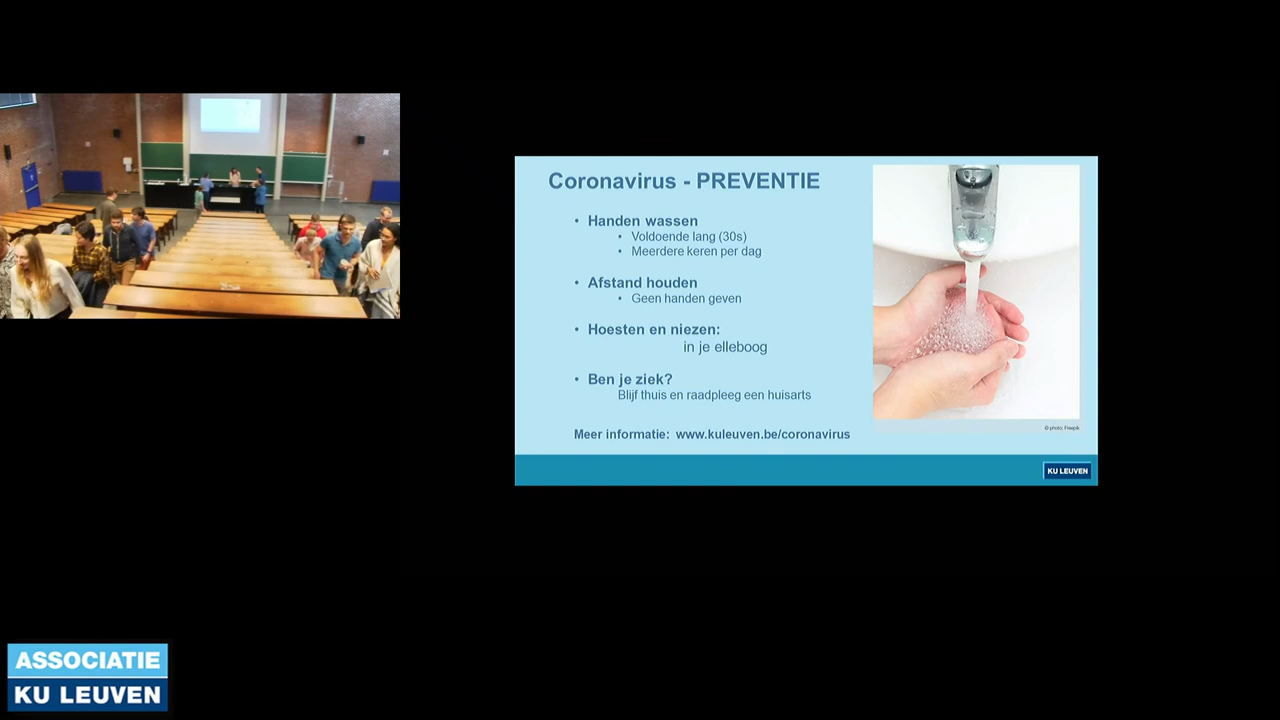 Coronavirus - PREVENTIE
• Handen wassen
• Voldoende lang (30s)
• Meerdere keren per dag
• Afstand houden
• Geen handen geven
• Hoesten en niezen:
in je elleboog
• Ben je ziek?
Blijf thuis en raadpleeg een huisarts
Meer informatie: www.kuleuven.be/coronavirus
© photo: Freepik
KU LEUVEN
ASSOCIATIE
KU LEUVEN